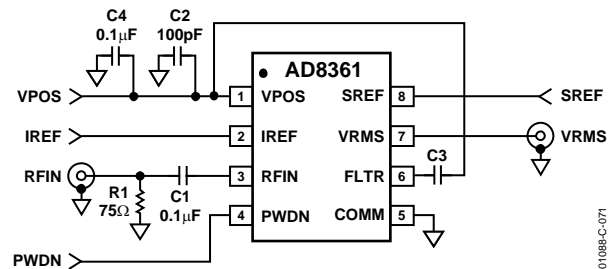 C4
0.1μF
C2
100pF
AD8361
VPOS
1
VPOS
SREF
8
SREF
IREF
2
IREF
VRMS
7
VRMS
RFIN
3
RFIN
FLTR
6
C3
R1
75Ω
C1
0.1μF
4
PWDN
COMM
5
PWDN
01088-C-071